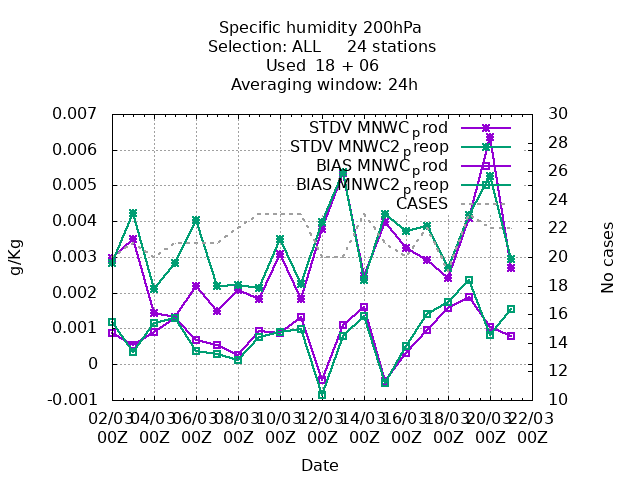 Specific humidity 200hPa
Selection: ALL 24 stations
Used 18 + 06
Averaging window: 24h
0.007
0.006
0.005
0.004
0.003
0.002
0.001
0
-0.001
g/Kg
STDV MNWC_prod
STDV MNWC2_preop
BIAS MNWC_prod
BIAS MNWC2_preop
CASES
30
28
26
24
22
20
18
16
14
12
10
No cases
02/03 04/03 06/03 08/03 10/03 12/03 14/03 16/03 18/03 20/03 22/03
00Z 00Z 00Z 00Z 00Z 00Z 00Z 00Z 00Z 00Z 00Z
Date